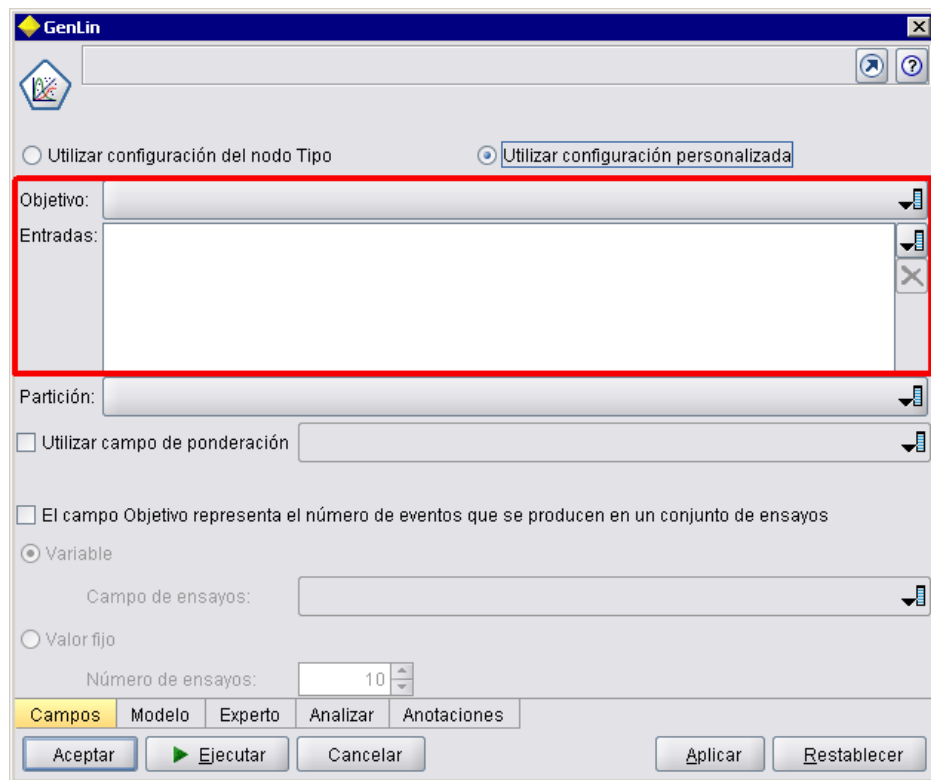 GenLin
Utilizar configuración del nodo Tipo
Utilizar configuración personalizada
Objetivo:
Entradas:
Partición:
Utilizar campo de ponderación
El campo Objetivo representa el número de eventos que se producen en un conjunto de ensayos
Variable
Campo de ensayos:
Valor fijo
Número de ensayos: 10
Campos Modelo Experto Analizar Anotaciones
Aceptar Ejecutar Cancelar Aplicar Restablecer